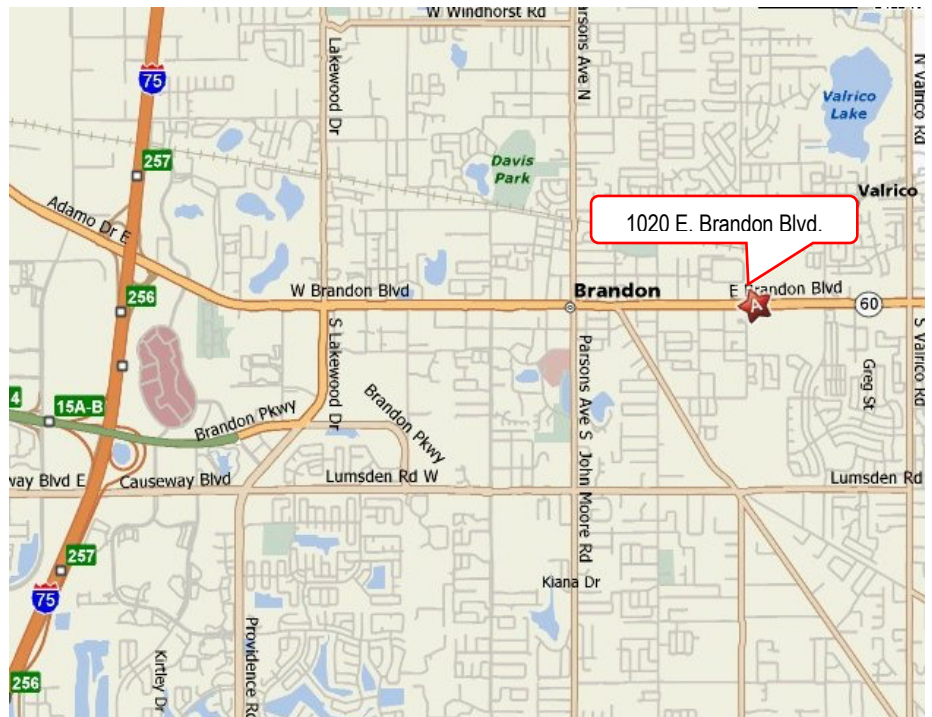 W Windhorst Rd
Lakewood Dr
Parsons Ave N
N Valrico Rd
75
Valrico
Lake
257
Davis
Park
Valrico
Adamo Dr E
1020 E. Brandon Blvd.
256
W Brandon Blvd
Brandon
E Brandon Blvd
A
60
S Lakewood Dr
Parsons Ave S
Greg St
S Valrico Rd
4
15A-B
Brandon Pkwy
Brandon Pkwy
way Blvd E
Causeway Blvd
Lumsden Rd W
Lumsden Rd
John Moore Rd
257
75
Kiana Dr
Kirtley Dr
Providence Rd
256